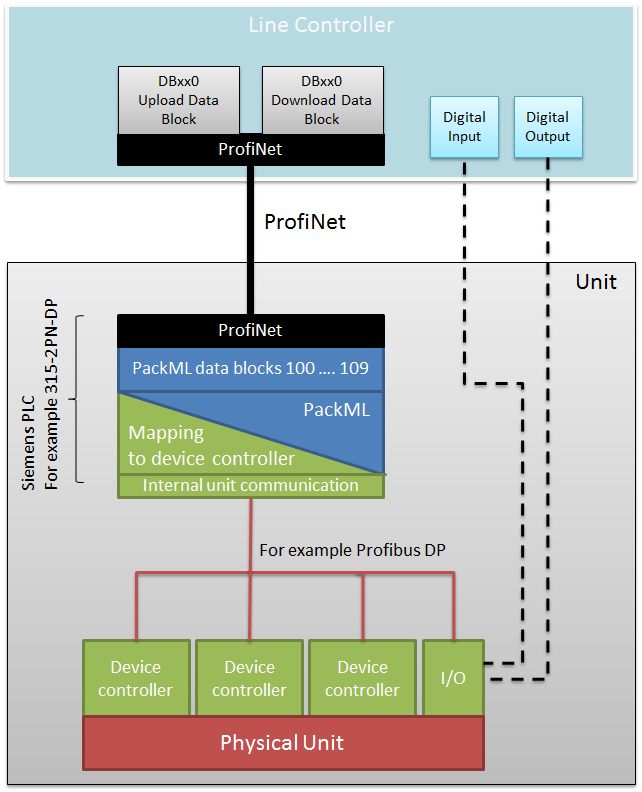 Line Controller
DBxx0
Upload Data
Block
DBxx0
Download Data
Block
ProfiNet
Digital
Input
Digital
Output
ProfiNet
Unit
Siemens PLC
For example 315-2PN-DP
ProfiNet
PackML data blocks 100 .... 109
PackML
Mapping
to device controller
Internal unit communication
For example Profibus DP
Device
controller
Device
controller
Device
controller
I/O
Physical Unit